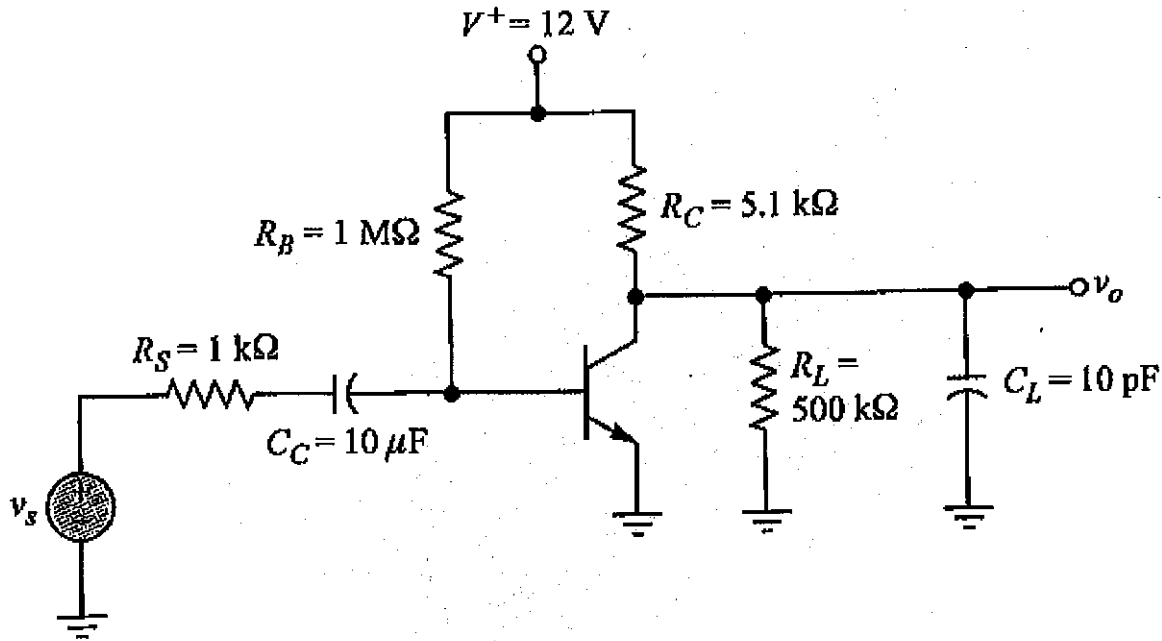 V⁺ = 12 V
R_B = 1 MΩ
R_C = 5.1 kΩ
v_o
R_S = 1 kΩ
R_L =
500 kΩ
C_L = 10 pF
C_C = 10 μF
v_s